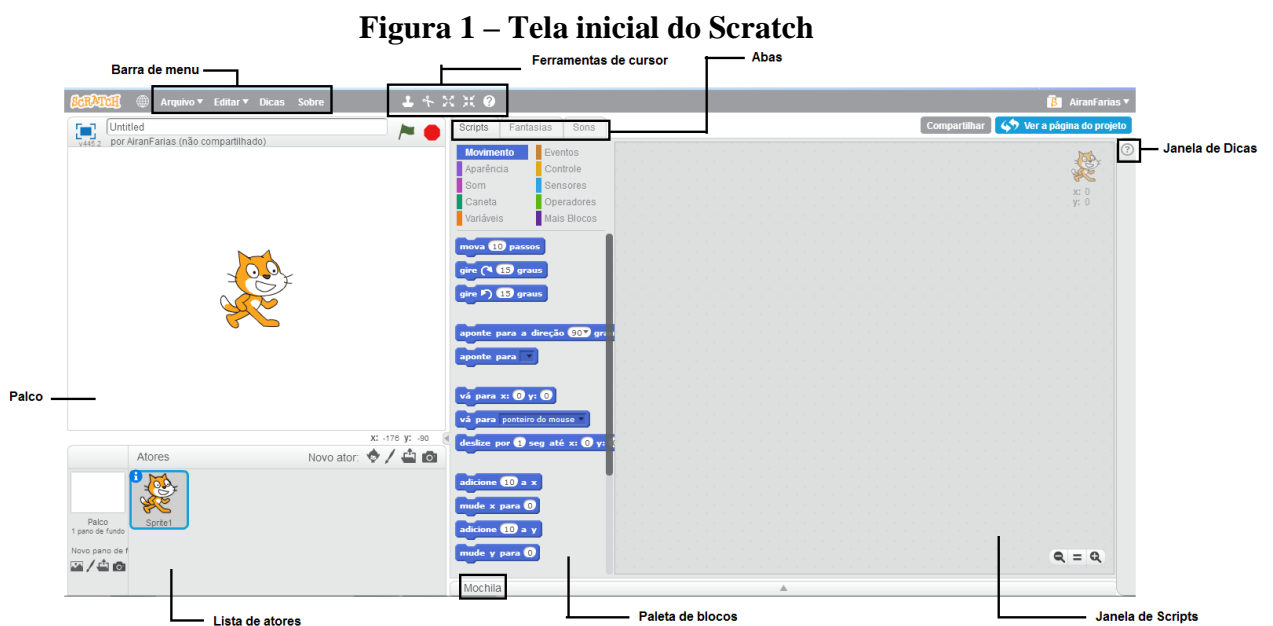 Figura 1 – Tela inicial do Scratch
Barra de menu
Ferramentas de cursor
Abas
SCRATCH Arquivo Editar Dicas Sobre
AiranFarias
Untitled
v445.2 por AiranFarias (não compartilhado)
Scripts Fantasias Sons
Compartilhar Ver a página do projeto
Janela de Dicas
Movimento Eventos
Aparência Controle
Som Sensores
Caneta Operadores
Variáveis Mais Blocos
x: 0
y: 0
mova 10 passos
gire 15 graus
gire 15 graus
aponte para a direção 90 gra
aponte para
vá para x: 0 y: 0
vá para ponteiro do mouse
deslize por 1 seg até x: 0 y:
adicione 10 a x
mude x para 0
adicione 10 a y
mude y para 0
Palco
X: -176 y: -90
Atores Novo ator:
Palco
1 pano de fundo
Sprite1
Novo pano de f
Mochila
Lista de atores
Paleta de blocos
Janela de Scripts